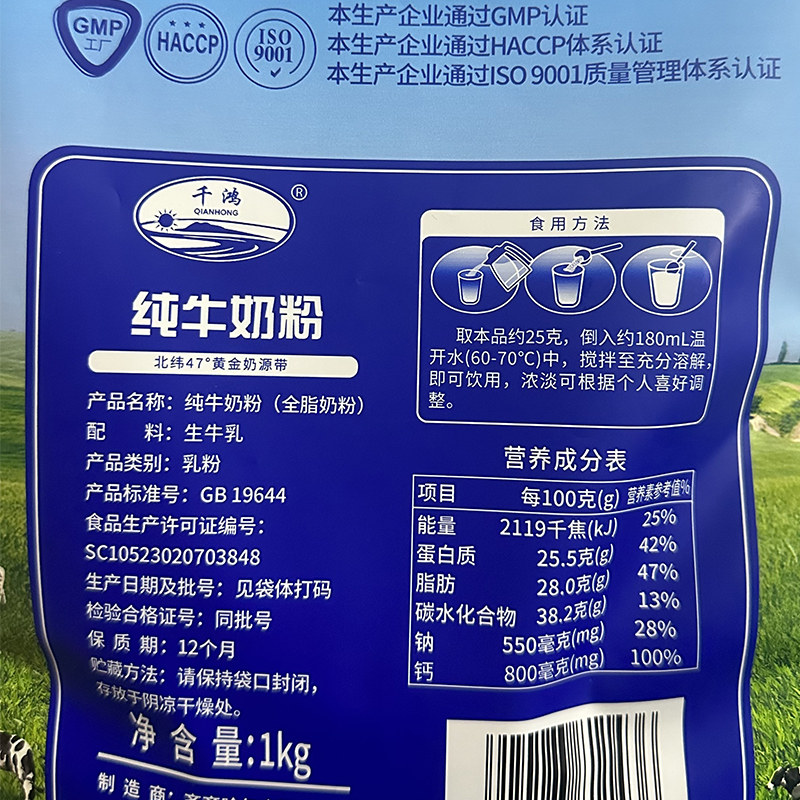 GMP
工厂
HACCP
ISO
9001
本生产企业通过GMP认证
本生产企业通过HACCP体系认证
本生产企业通过ISO 9001质量管理体系认证
千鸿
QIANHONG
®
纯牛奶粉
北纬47°黄金奶源带
产品名称：纯牛奶粉（全脂奶粉）
配 料：生牛乳
产品类别：乳粉
产品标准号：GB 19644
食品生产许可证编号：
SC10523020703848
生产日期及批号：见袋体打码
检验合格证号：同批号
保 质 期：12个月
贮藏方法：请保持袋口封闭，
存放于阴凉干燥处。
净 含 量:1kg
制 造 商：
食用方法
取本品约25克，倒入约180mL温
开水(60-70℃)中，搅拌至充分溶解，
即可饮用，浓淡可根据个人喜好调
整。
营养成分表
项目 每100克(g) 营养素参考值%
能量 2119千焦(kJ) 25%
蛋白质 25.5克(g) 42%
脂肪 28.0克(g) 47%
碳水化合物 38.2克(g) 13%
钠 550毫克(mg) 28%
钙 800毫克(mg) 100%